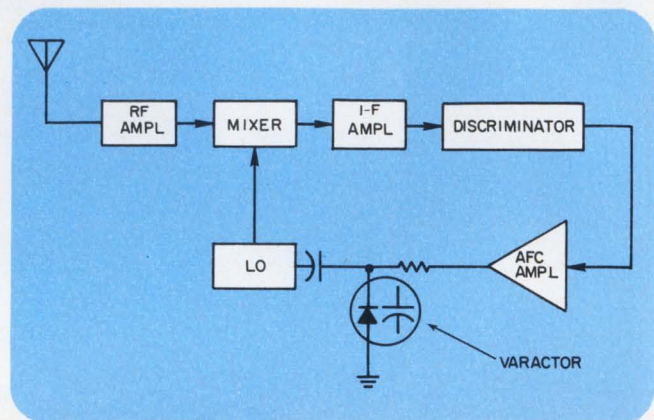 RF
AMPL
MIXER
I-F
AMPL
DISCRIMINATOR
LO
AFC
AMPL
VARACTOR